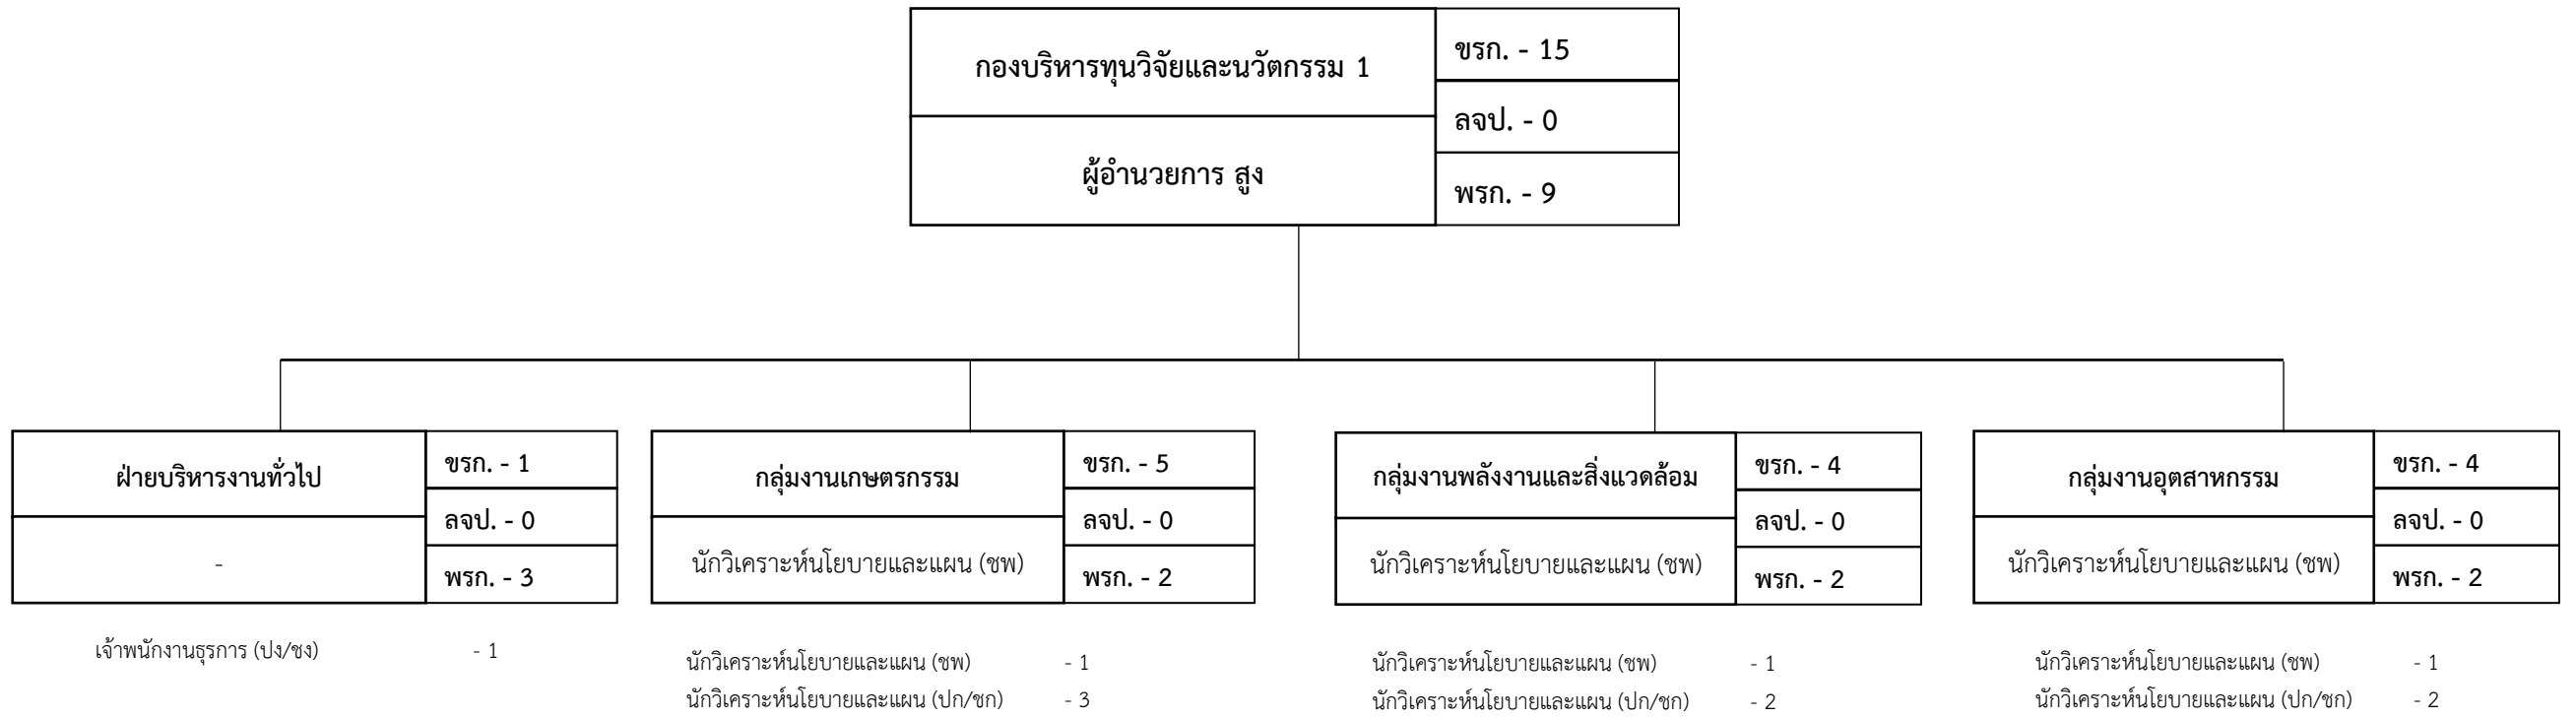 กองบริหารทุนวิจัยและนวัตกรรม 1
ผู้อำนวยการ สูง
ขรก. - 15
ลจป. - 0
พรก. - 9
ฝ่ายบริหารงานทั่วไป
-
ขรก. - 1
ลจป. - 0
พรก. - 3
เจ้าพนักงานธุรการ (ปง/ชง) - 1
กลุ่มงานเกษตรกรรม
นักวิเคราะห์นโยบายและแผน (ชพ)
ขรก. - 5
ลจป. - 0
พรก. - 2
นักวิเคราะห์นโยบายและแผน (ชพ) - 1
นักวิเคราะห์นโยบายและแผน (ปก/ชก) - 3
กลุ่มงานพลังงานและสิ่งแวดล้อม
นักวิเคราะห์นโยบายและแผน (ชพ)
ขรก. - 4
ลจป. - 0
พรก. - 2
นักวิเคราะห์นโยบายและแผน (ชพ) - 1
นักวิเคราะห์นโยบายและแผน (ปก/ชก) - 2
กลุ่มงานอุตสาหกรรม
นักวิเคราะห์นโยบายและแผน (ชพ)
ขรก. - 4
ลจป. - 0
พรก. - 2
นักวิเคราะห์นโยบายและแผน (ชพ) - 1
นักวิเคราะห์นโยบายและแผน (ปก/ชก) - 2